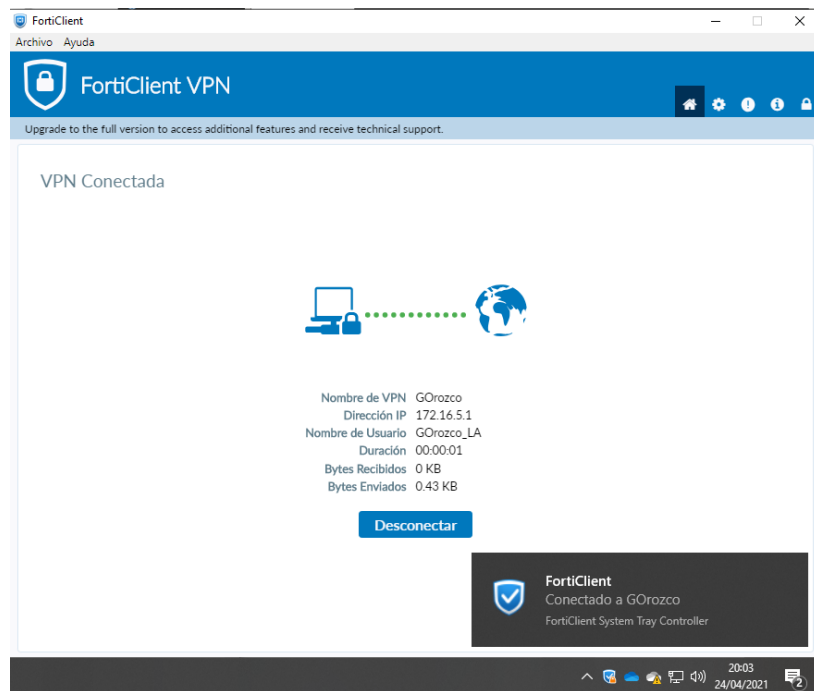 FortiClient
Archivo Ayuda
FortiClient VPN
Upgrade to the full version to access additional features and receive technical support.
VPN Conectada
Nombre de VPN GOrozco
Dirección IP 172.16.5.1
Nombre de Usuario GOrozco_LA
Duración 00:00:01
Bytes Recibidos 0 KB
Bytes Enviados 0.43 KB
Desconectar
FortiClient
Conectado a GOrozco
FortiClient System Tray Controller
20:03
24/04/2021
2